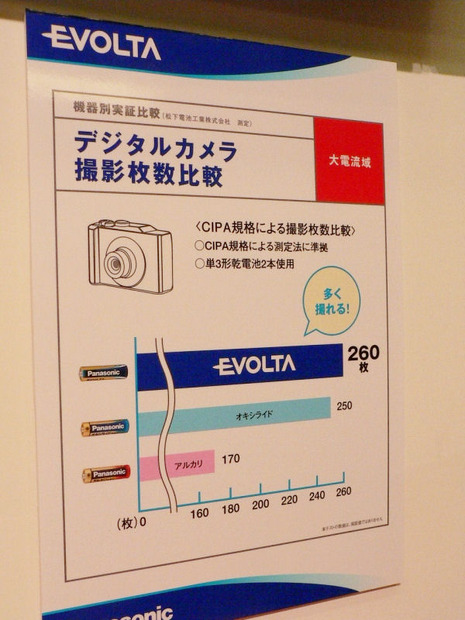 EVOLTA
機器別実証比較(松下電池工業株式会社 測定)
デジタルカメラ
撮影枚数比較
大電流域
〈CIPA規格による撮影枚数比較〉
○CIPA規格による測定法に準拠
○単3形乾電池2本使用
多く
撮れる!
Panasonic
EVOLTA
260
枚
Panasonic
オキシライド
250
Panasonic
アルカリ
170
(枚) 0
160
180
200
220
240
260
Panasonic